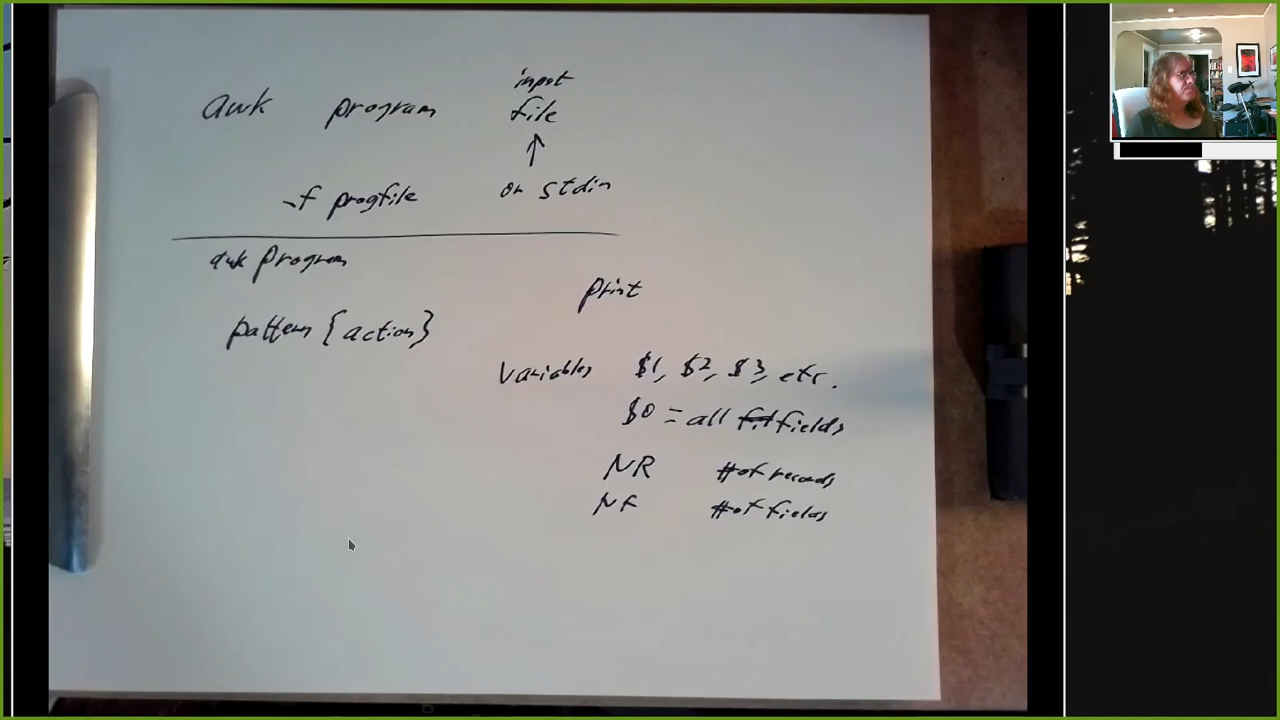 input
awk program file
↑
-f progfile or stdin
awk program
print
pattern {action}
variables $1, $2, $3, etc.
$0 = all fields
NR # of records
NF # of fields